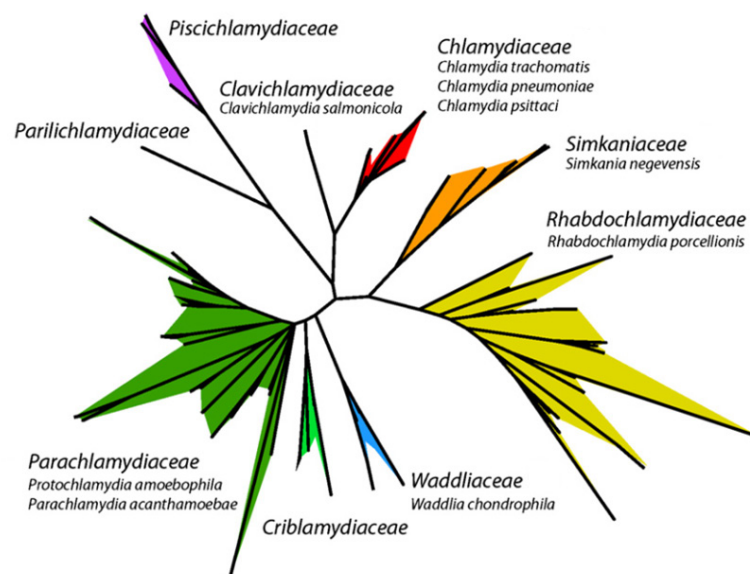 Piscichlamydiaceae
Chlamydiaceae
Chlamydia trachomatis
Chlamydia pneumoniae
Chlamydia psittaci
Clavichlamydiaceae
Clavichlamydia salmonicola
Parilichlamydiaceae
Simkaniaceae
Simkania negevensis
Rhabdochlamydiaceae
Rhabdochlamydia porcellionis
Parachlamydiaceae
Protochlamydia amoebophila
Parachlamydia acanthamoebae
Waddliaceae
Waddlia chondrophila
Criblamydiaceae